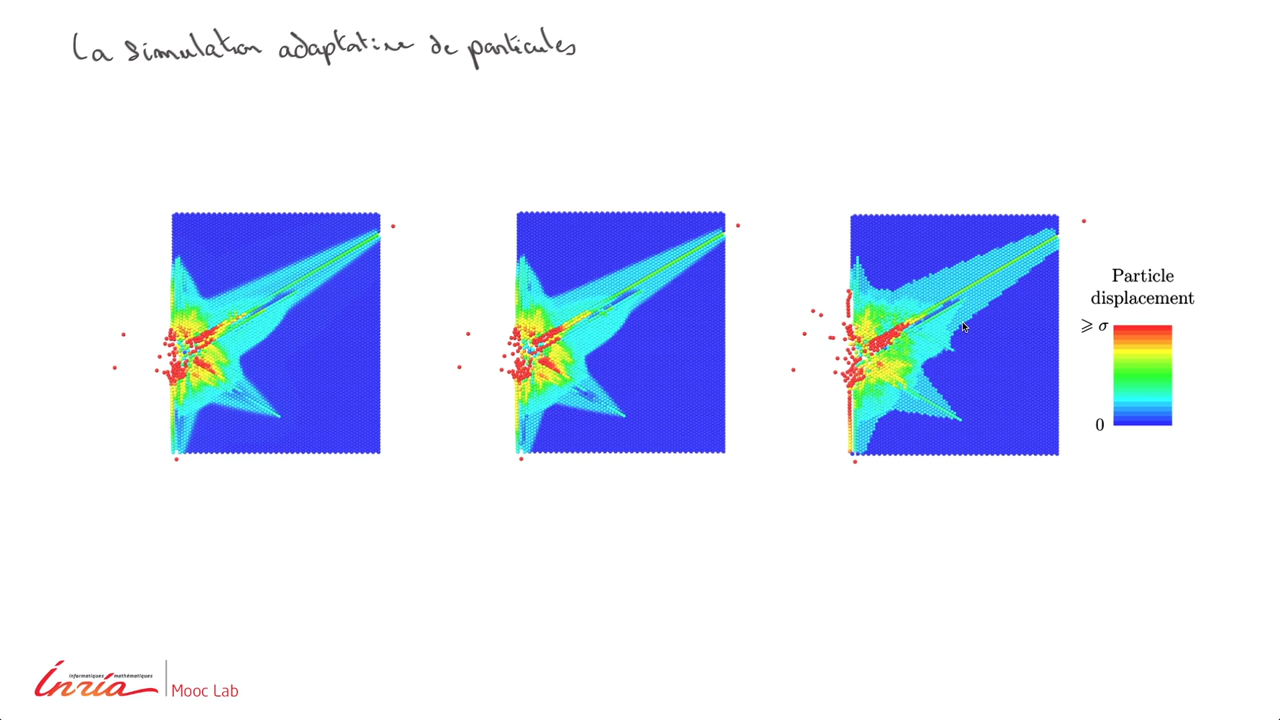 La simulation adaptative de particules
Particle
displacement
⩾ σ
0
informatiques mathématiques
inria
Mooc Lab